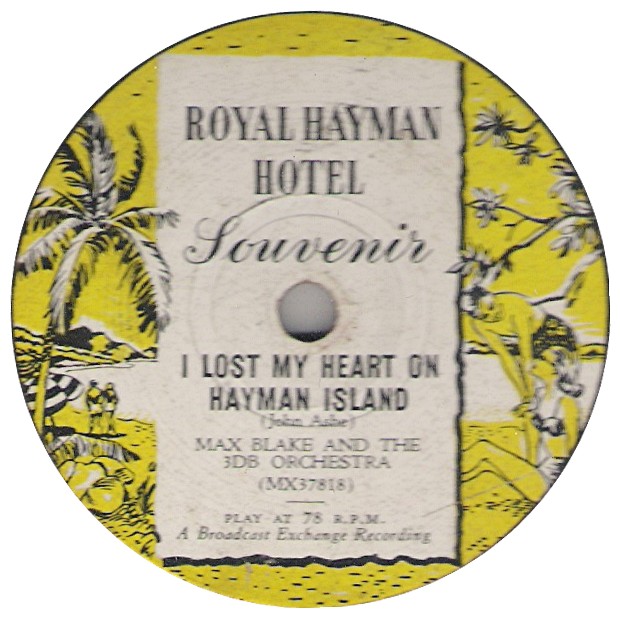 ROYAL HAYMAN
HOTEL
Souvenir
I LOST MY HEART ON
HAYMAN ISLAND
(John Ashe)
MAX BLAKE AND THE
3DB ORCHESTRA
(MX37818)
PLAY AT 78 R.P.M.
A Broadcast Exchange Recording